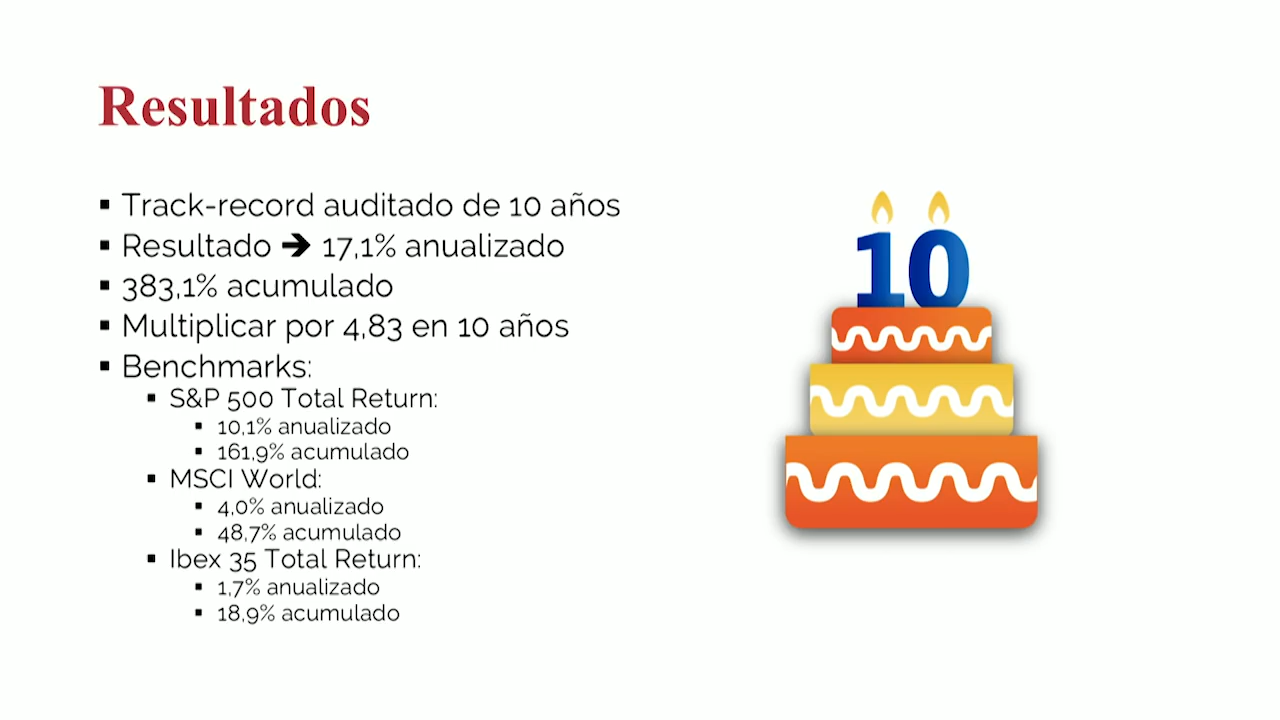 Resultados
▪ Track-record auditado de 10 años
▪ Resultado ➔ 17,1% anualizado
▪ 383,1% acumulado
▪ Multiplicar por 4,83 en 10 años
▪ Benchmarks:
▪ S&P 500 Total Return:
▪ 10,1% anualizado
▪ 161,9% acumulado
▪ MSCI World:
▪ 4,0% anualizado
▪ 48,7% acumulado
▪ Ibex 35 Total Return:
▪ 1,7% anualizado
▪ 18,9% acumulado
10